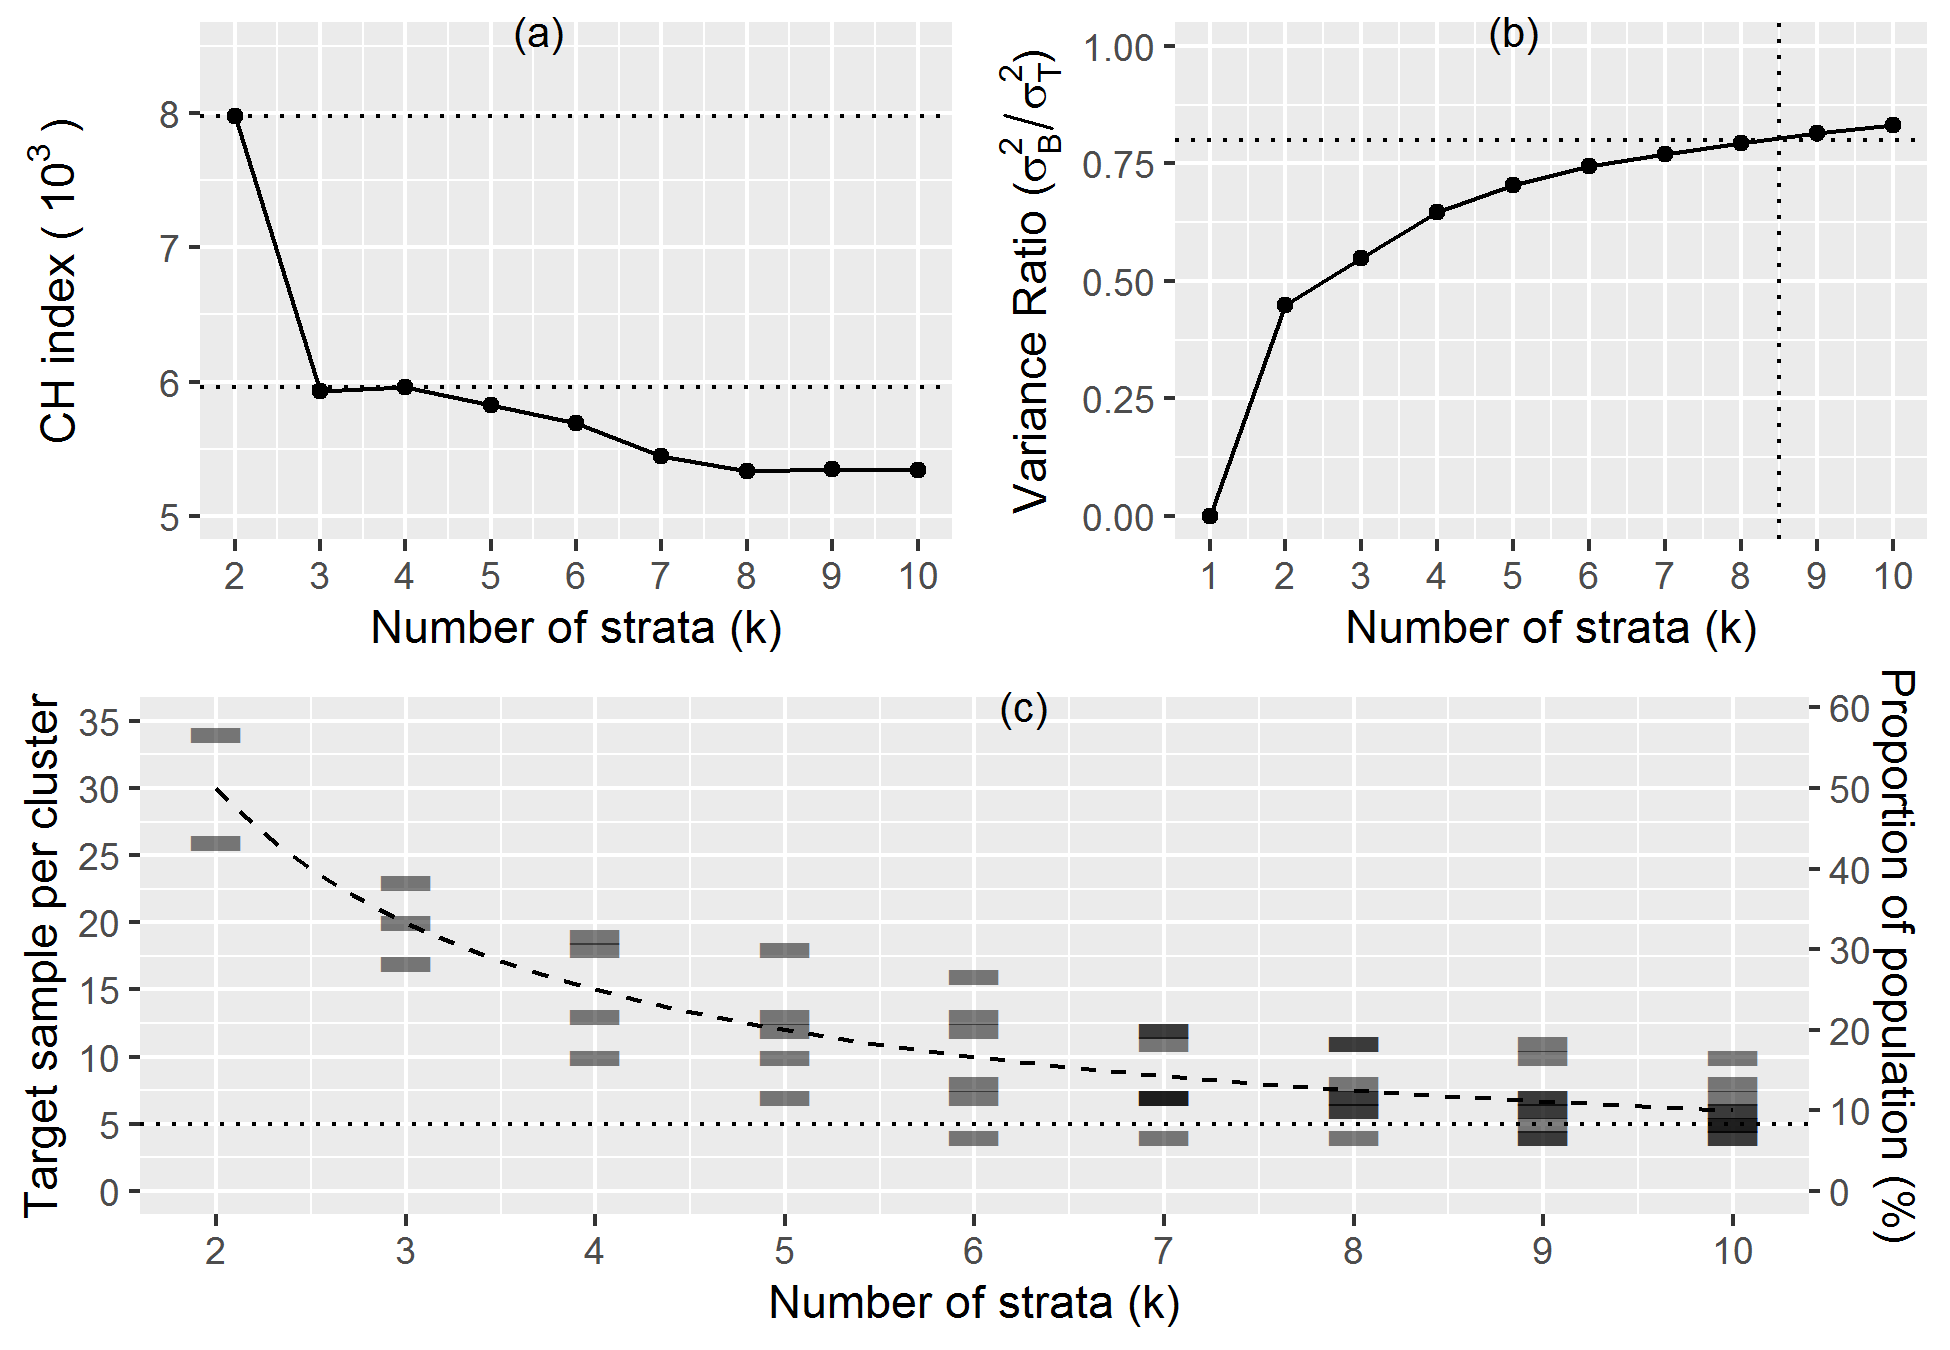 (a)
CH index ( 10³ )
8
7
6
5
2 3 4 5 6 7 8 9 10
Number of strata (k)
(b)
Variance Ratio (σ²_B / σ²_T)
1.00
0.75
0.50
0.25
0.00
1 2 3 4 5 6 7 8 9 10
Number of strata (k)
(c)
Target sample per cluster
35
30
25
20
15
10
5
0
Proportion of population (%)
60
50
40
30
20
10
0
2 3 4 5 6 7 8 9 10
Number of strata (k)